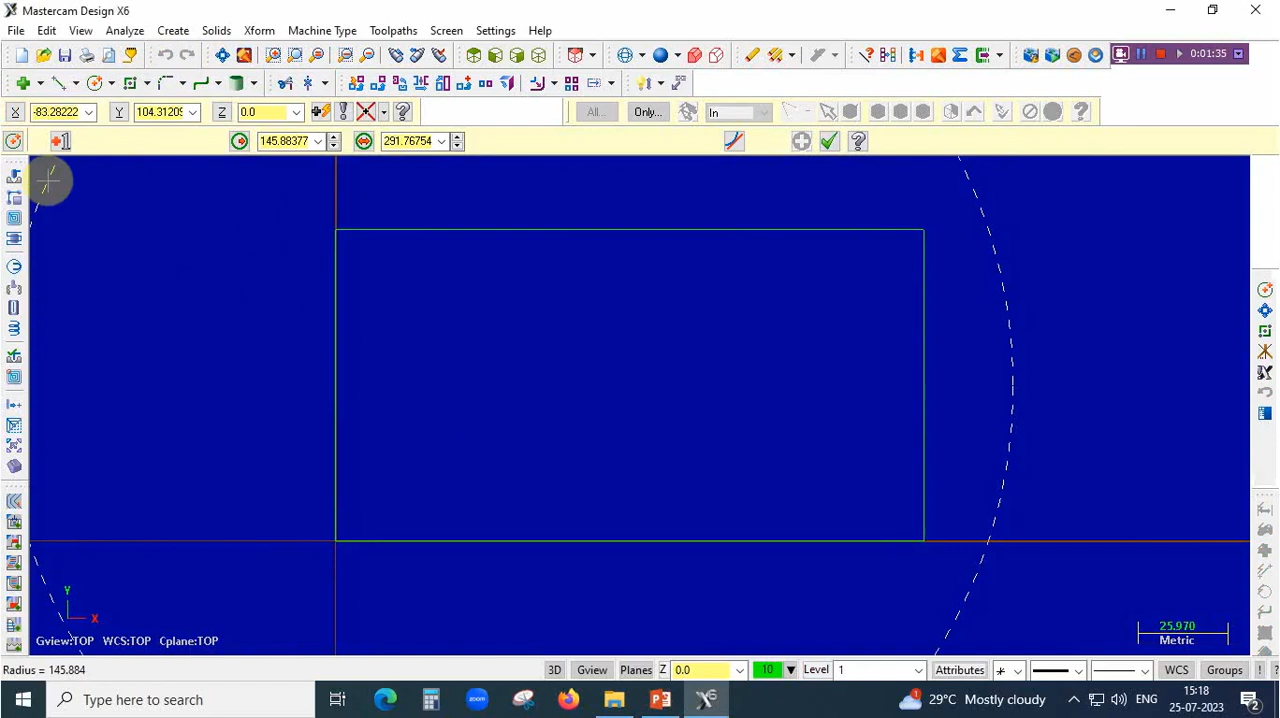 Mastercam Design X6
File Edit View Analyze Create Solids Xform Machine Type Toolpaths Screen Settings Help
0:01:35
X -83.28222 Y 104.31209 Z 0.0 All... Only... In
145.88377 291.76754
Y
X
Gview:TOP WCS:TOP Cplane:TOP
25.970
Metric
Radius = 145.884 3D Gview Planes Z 0.0 10 Level 1 Attributes WCS Groups ! ?
Type here to search X6 1 29°C Mostly cloudy ENG 15:18 25-07-2023 2